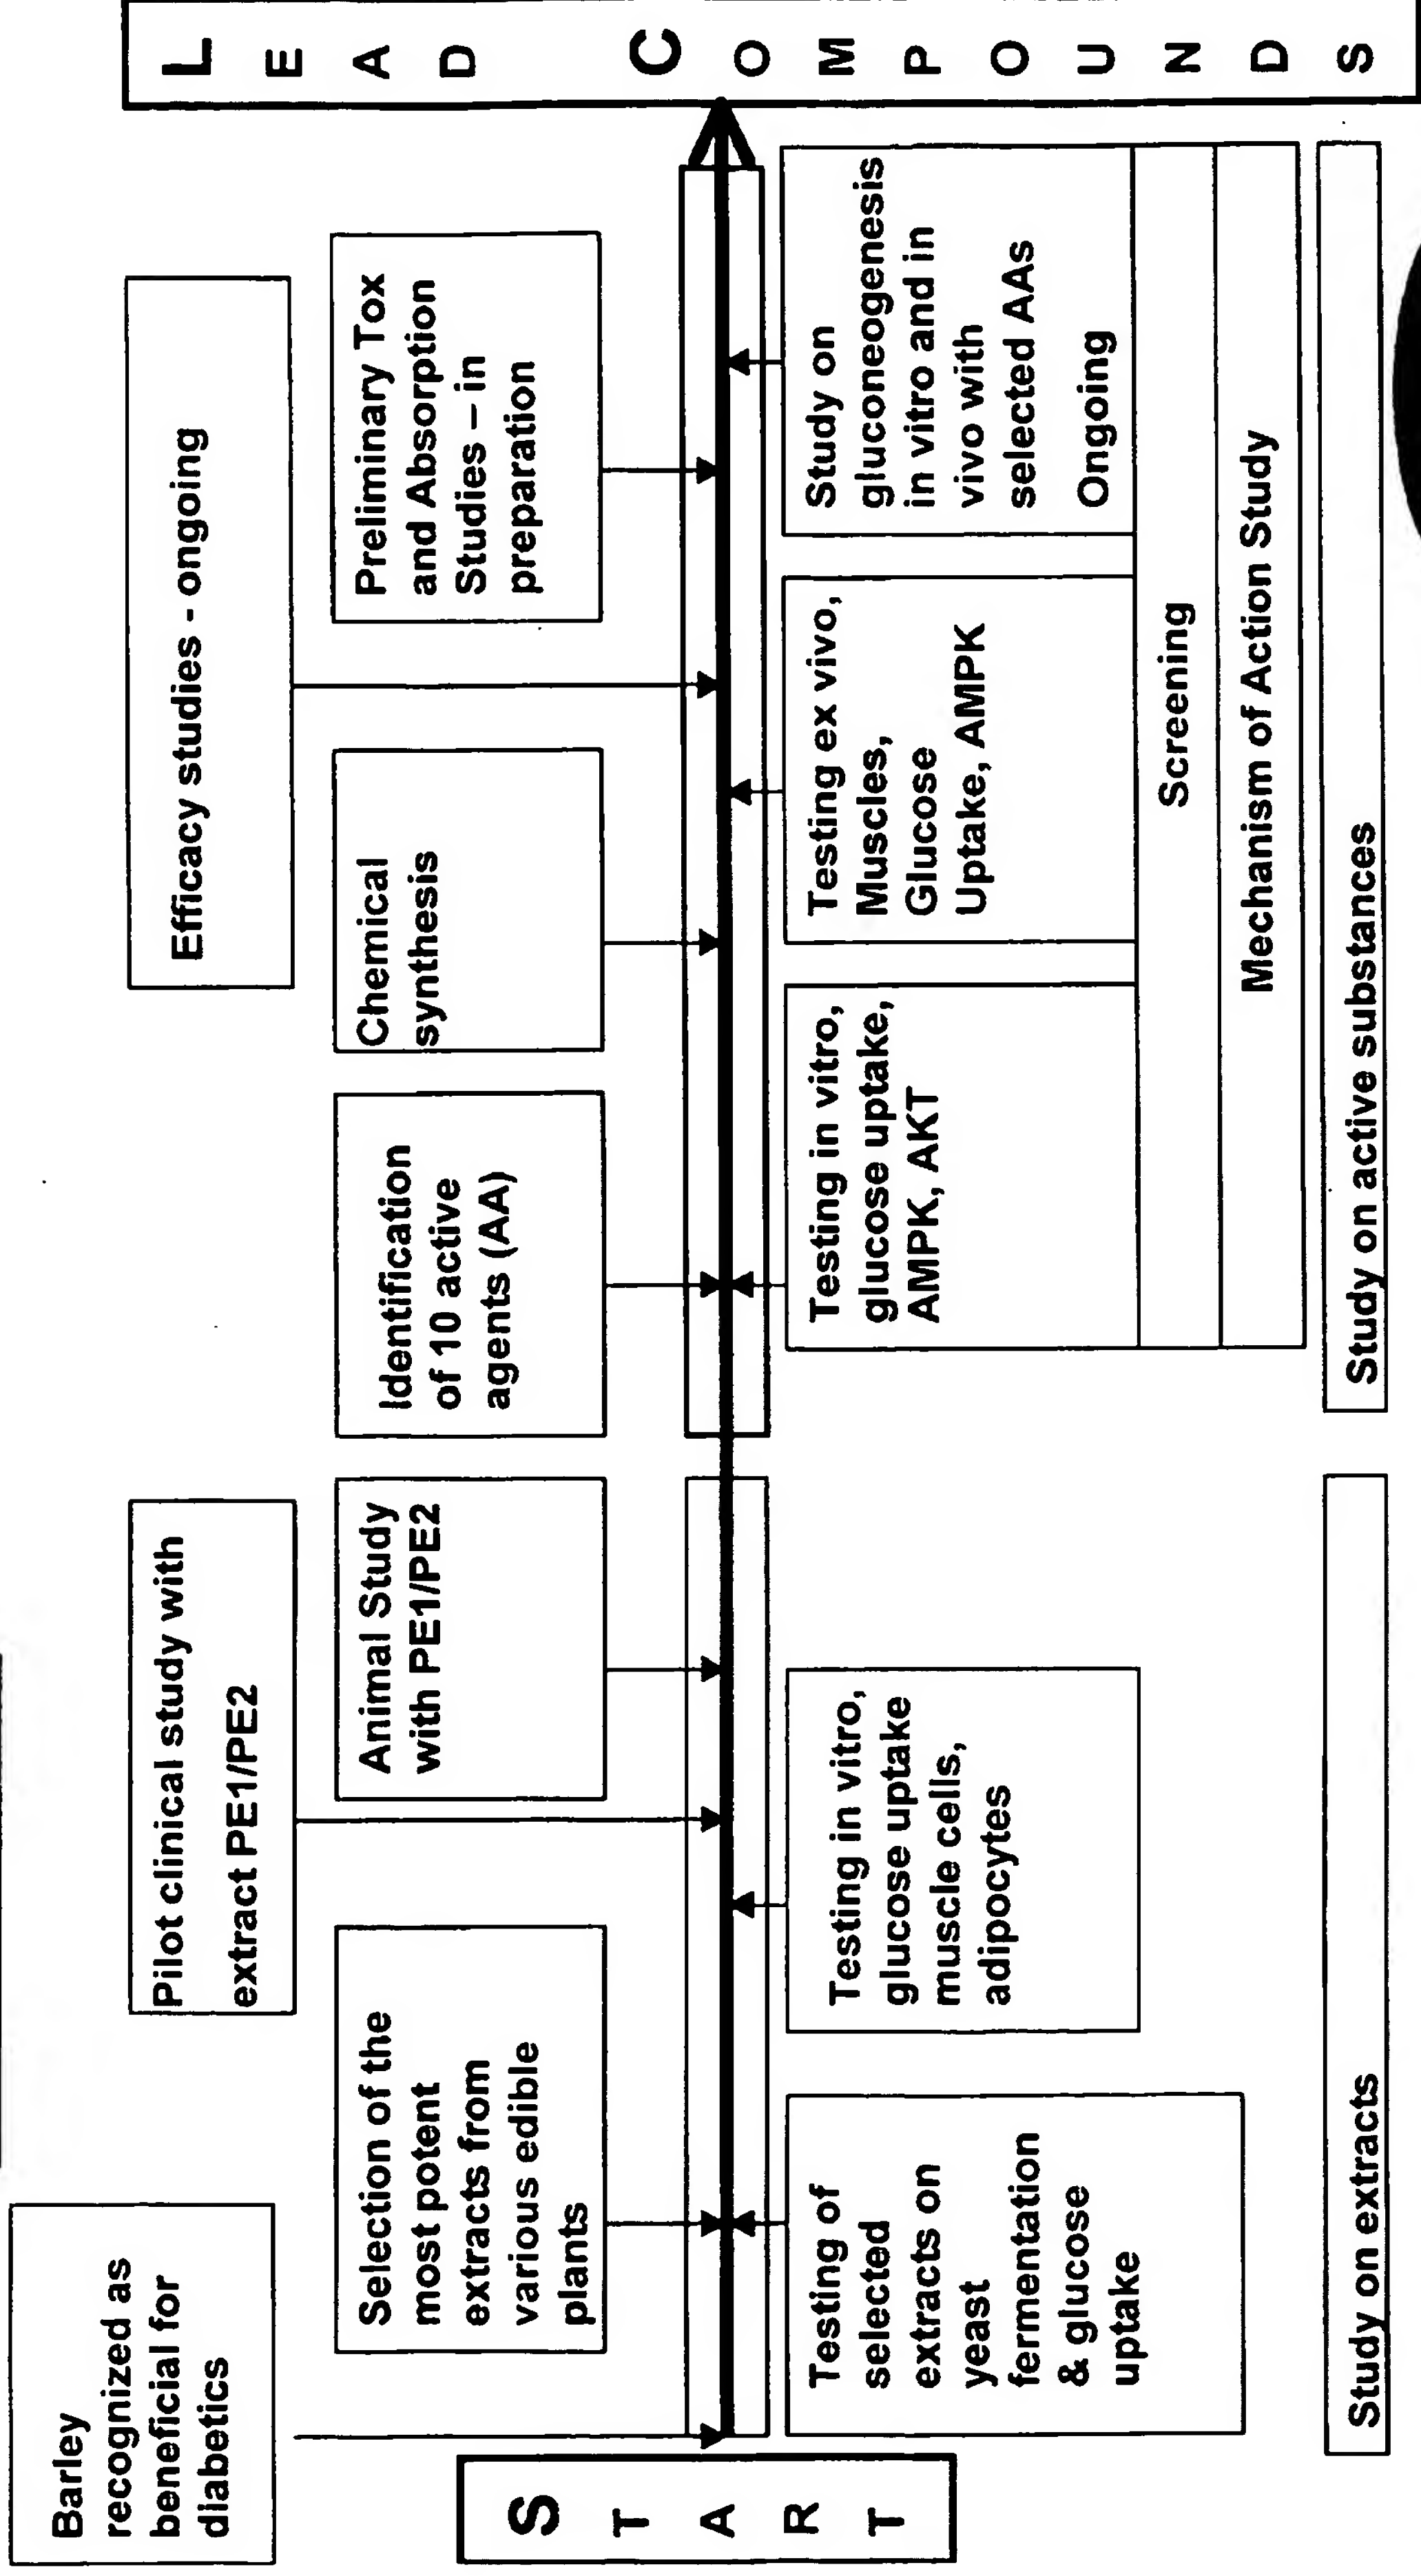 Barley
recognized as
beneficial for
diabetics
Pilot clinical study with
extract PE1/PE2
Efficacy studies - ongoing
Selection of the
most potent
extracts from
various edible
plants
Animal Study
with PE1/PE2
Identification
of 10 active
agents (AA)
Chemical
synthesis
Preliminary Tox
and Absorption
Studies – in
preparation
START
LEAD COMPOUNDS
Testing of
selected
extracts on
yeast
fermentation
& glucose
uptake
Testing in vitro,
glucose uptake
muscle cells,
adipocytes
Testing in vitro,
glucose uptake,
AMPK, AKT
Testing ex vivo,
Muscles,
Glucose
Uptake, AMPK
Study on
gluconeogenesis
in vitro and in
vivo with
selected AAs
Ongoing
Screening
Mechanism of Action Study
Study on extracts
Study on active substances